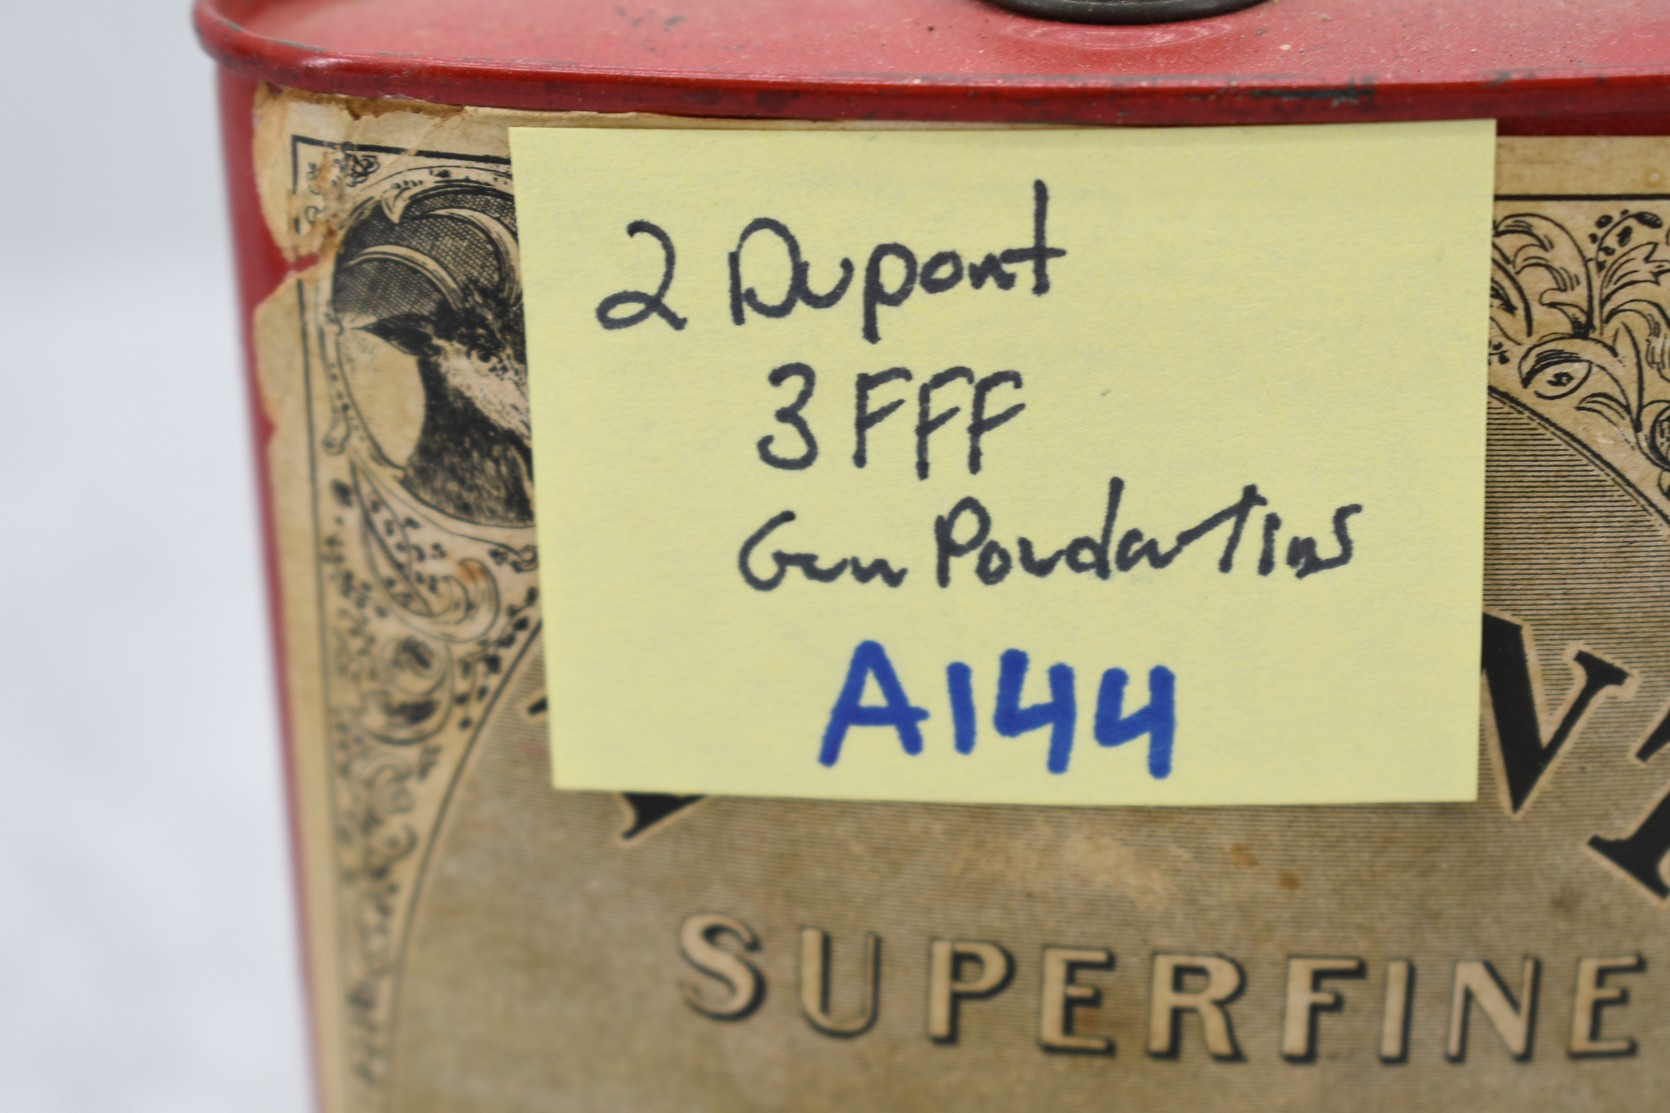 2 Dupont
3 FFF
Gun Powder Tins
A144
SUPERFINE